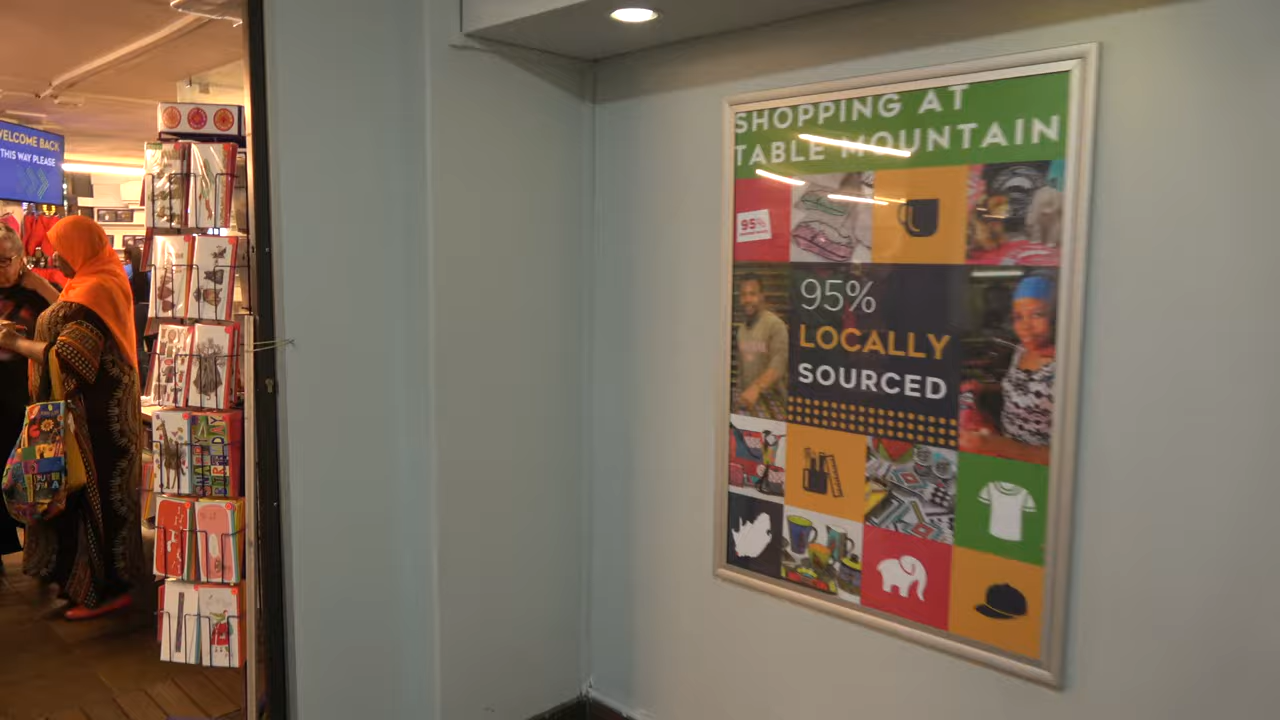 WELCOME BACK
THIS WAY PLEASE
SHOPPING AT
TABLE MOUNTAIN
95%
95%
LOCALLY
SOURCED